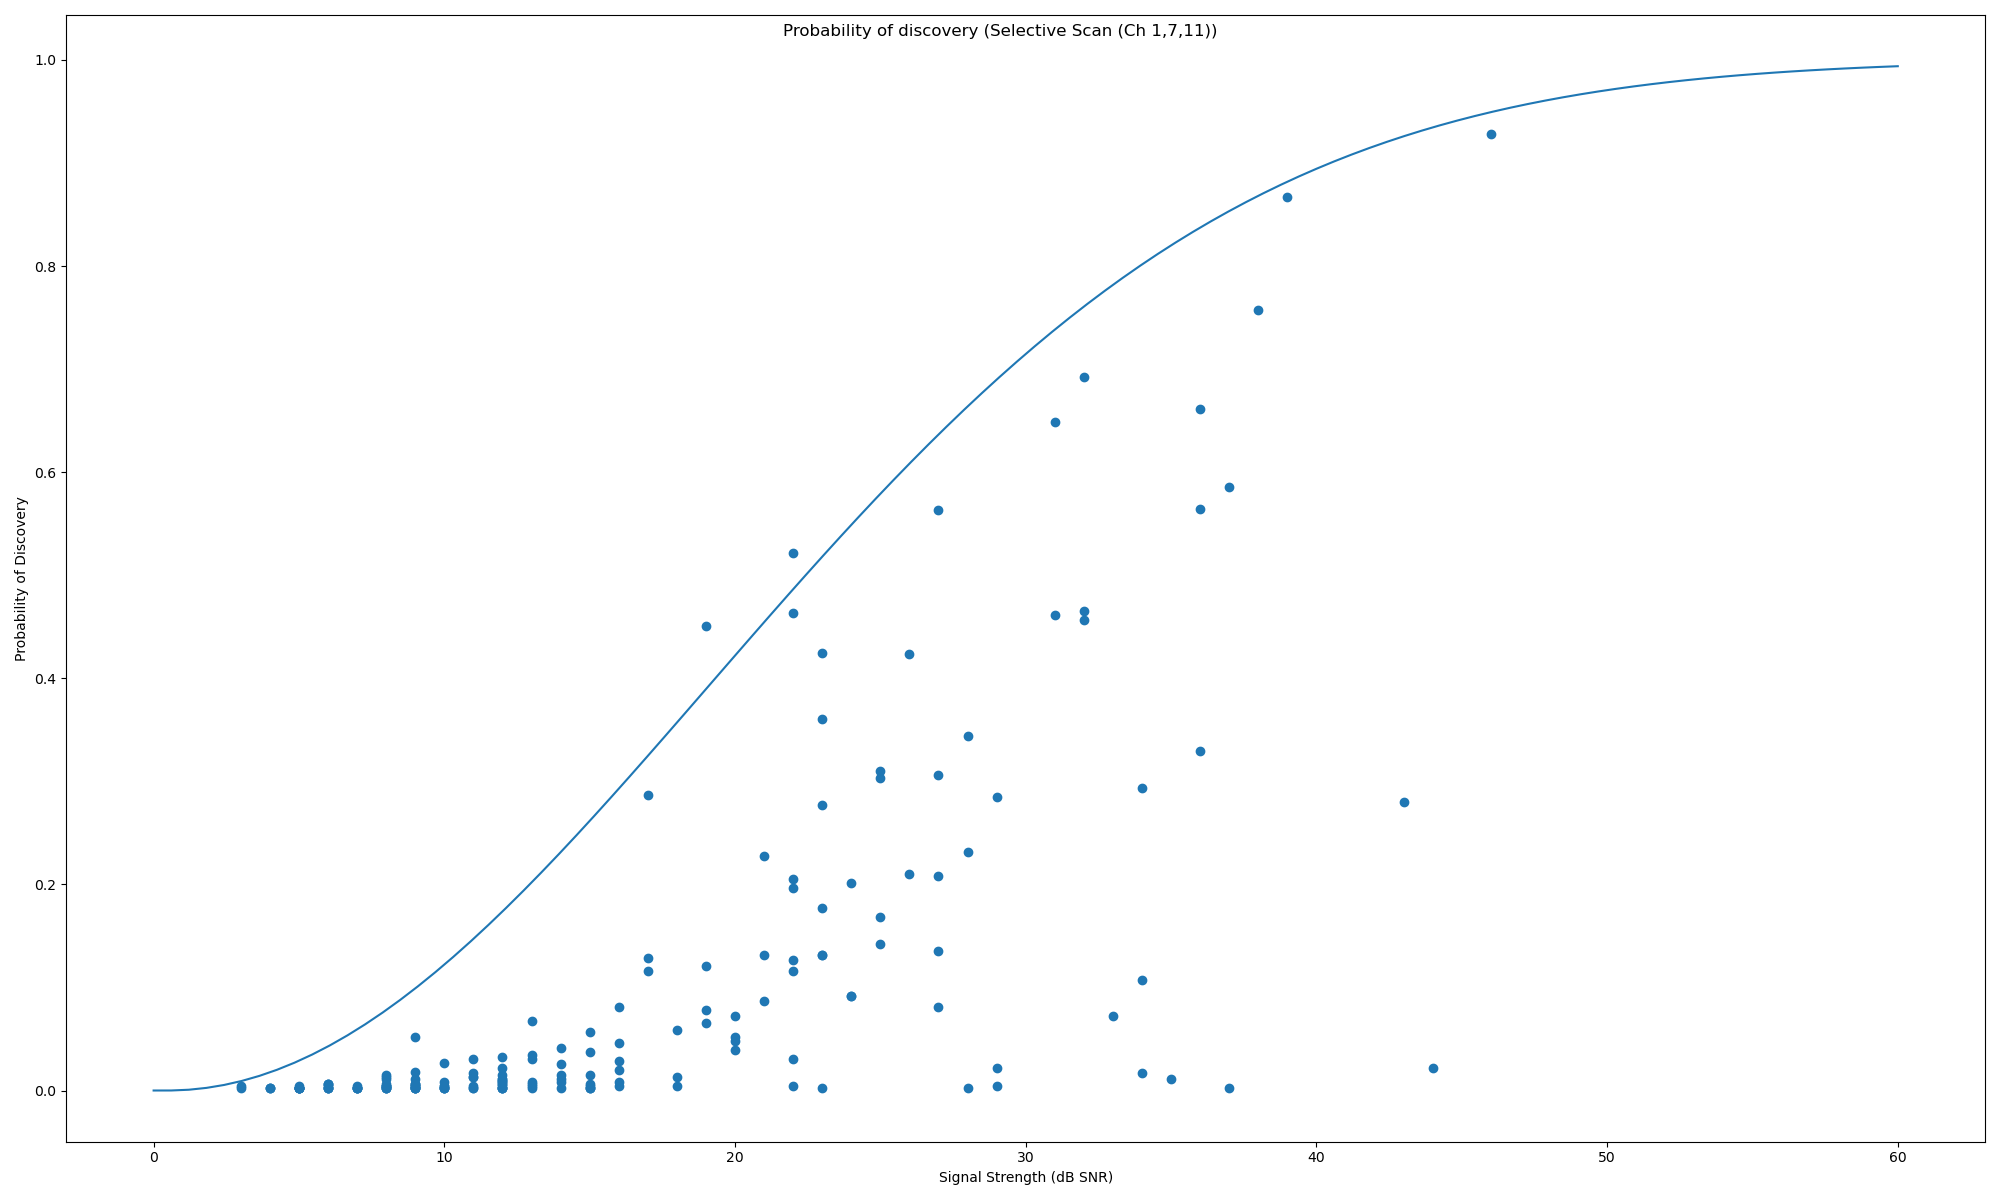 Probability of discovery (Selective Scan (Ch 1,7,11))
1.0
0.8
0.6
0.4
0.2
0.0
Probability of Discovery
0 10 20 30 40 50 60
Signal Strength (dB SNR)